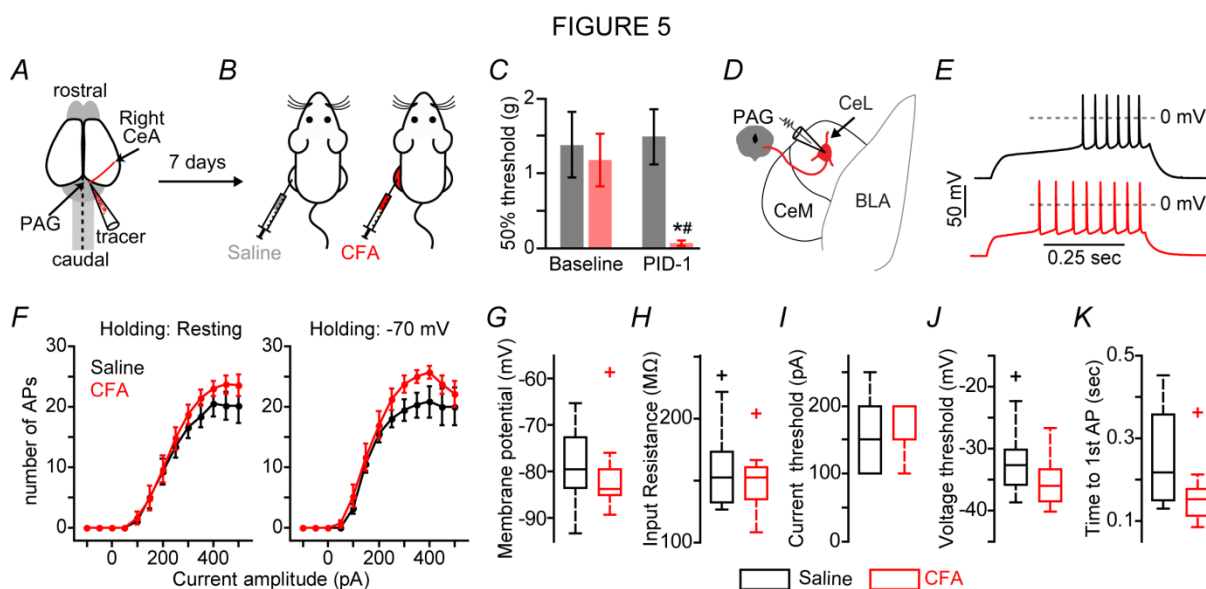 FIGURE 5
A
rostral
Right
CeA
PAG
tracer
caudal
7 days
B
Saline
CFA
C
50% threshold (g)
2
1
0
Baseline
PID-1
*#
D
PAG
CeL
CeM
BLA
E
0 mV
0 mV
50 mV
0.25 sec
F
Holding: Resting
Holding: -70 mV
Saline
CFA
number of APs
30
20
10
0
30
20
10
0
0
200
400
0
200
400
Current amplitude (pA)
G
Membrane potential (mV)
-60
-70
-80
-90
H
Input Resistance (MΩ)
150
100
I
Current threshold (pA)
300
200
100
0
J
Voltage threshold (mV)
-20
-30
-40
K
Time to 1st AP (sec)
0.5
0.3
0.1
Saline
CFA